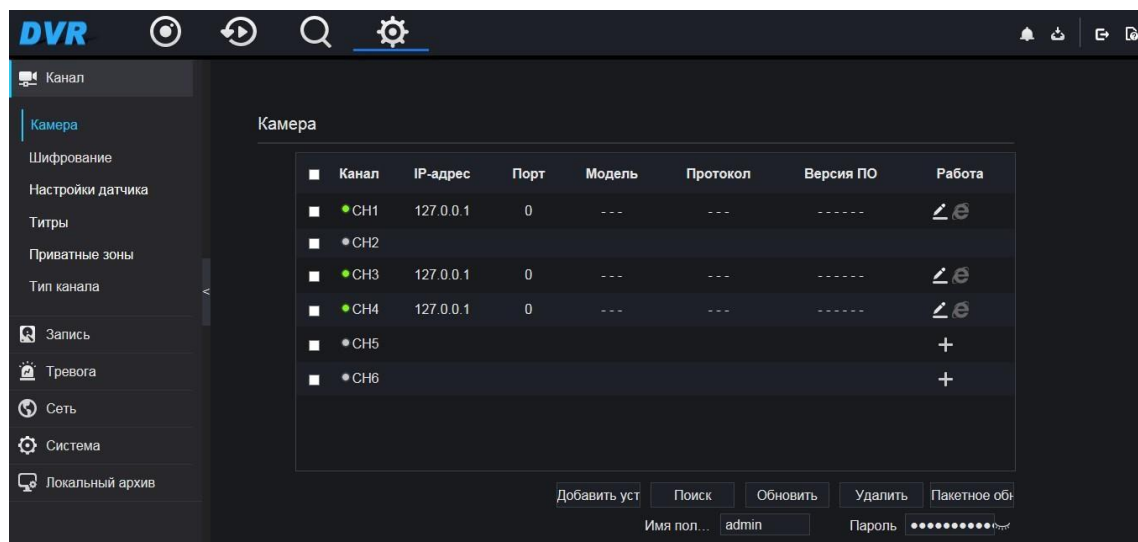 DVR
Канал
Камера
Шифрование
Настройки датчика
Титры
Приватные зоны
Тип канала
Запись
Тревога
Сеть
Система
Локальный архив
Камера
Канал IP-адрес Порт Модель Протокол Версия ПО Работа
CH1 127.0.0.1 0 --- --- ------
CH2
CH3 127.0.0.1 0 --- --- ------
CH4 127.0.0.1 0 --- --- ------
CH5 +
CH6 +
Добавить уст Поиск Обновить Удалить Пакетное обн
Имя пол... admin Пароль ●●●●●●●●●●